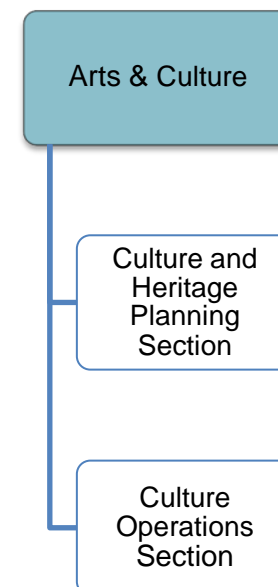 Arts & Culture
Culture and
Heritage
Planning
Section
Culture
Operations
Section